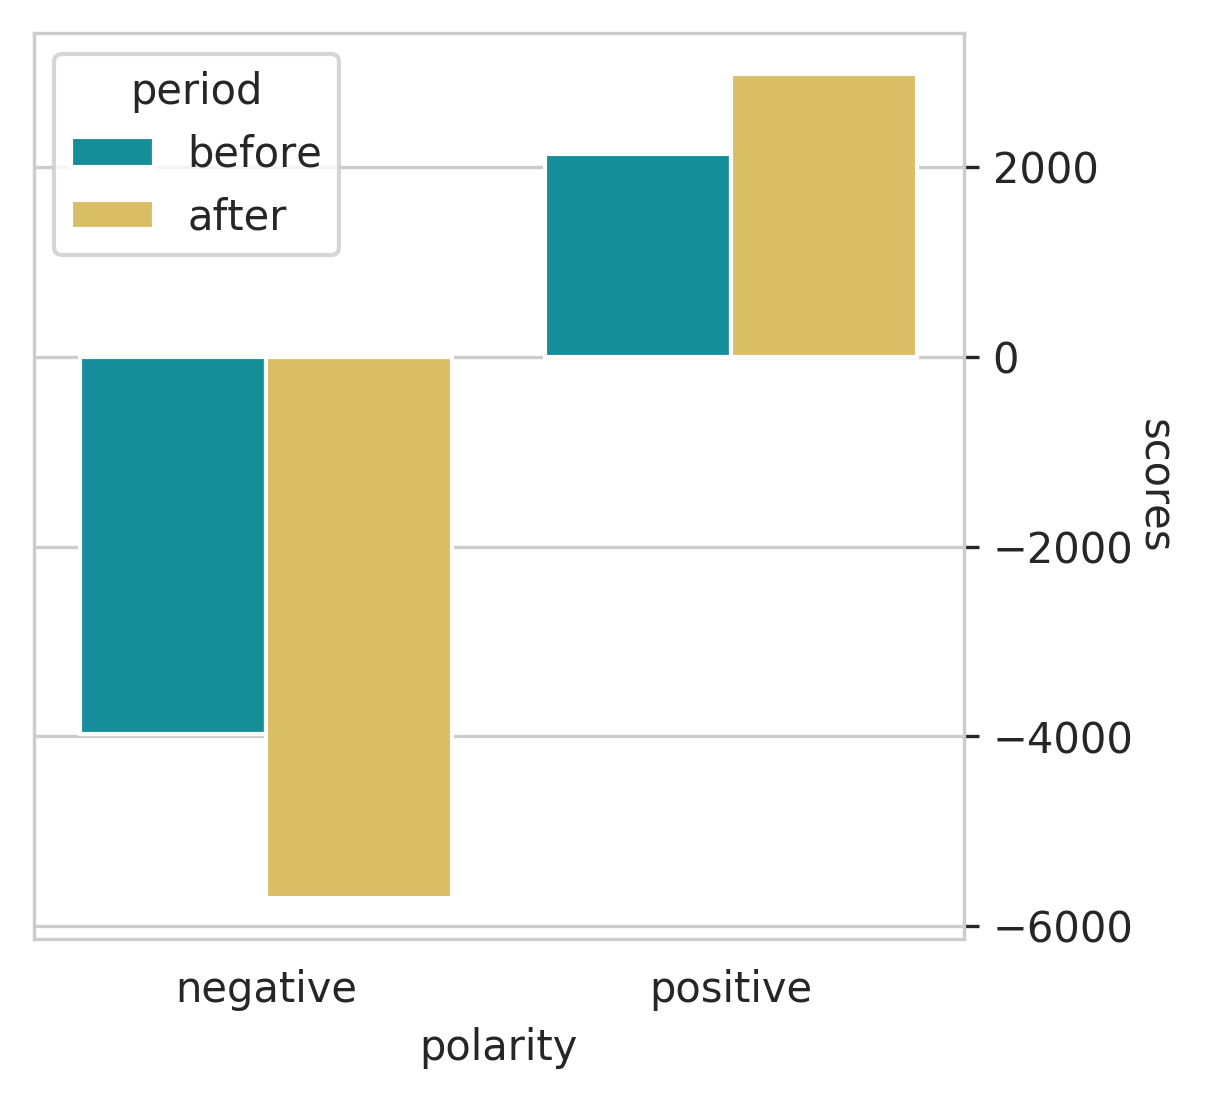 period
before
after
2000
0
−2000
−4000
−6000
scores
negative
positive
polarity